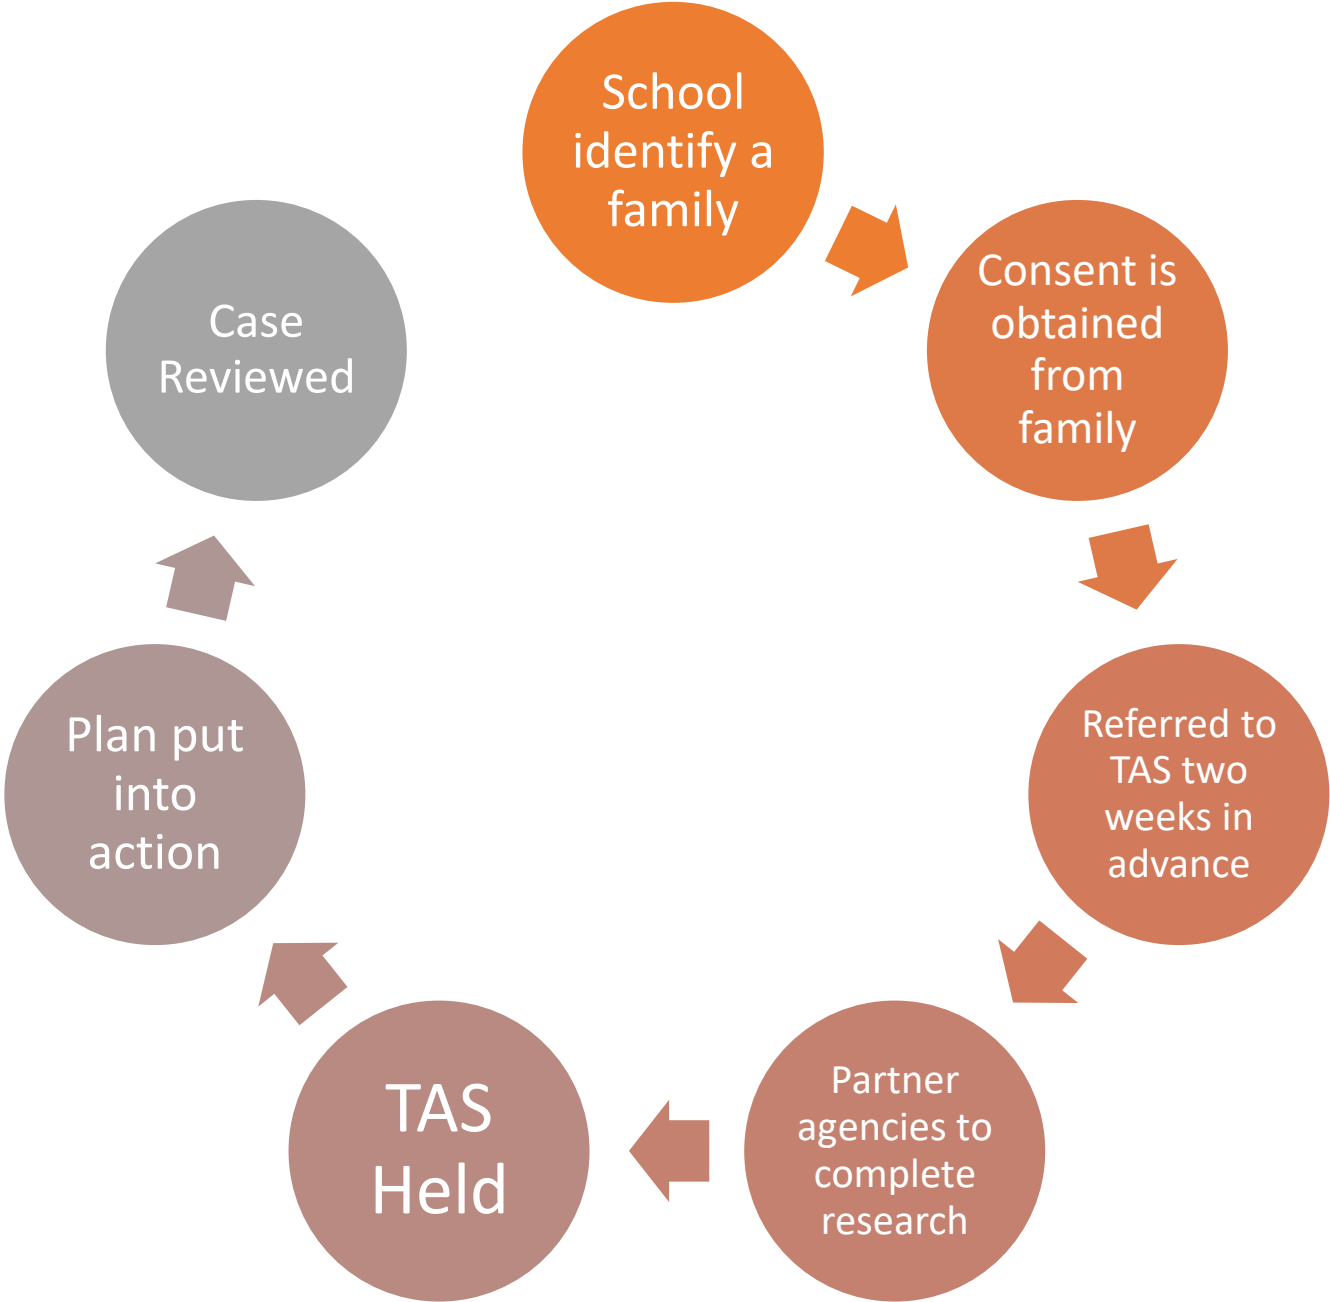 School
identify a
family
Consent is
obtained
from
family
Referred to
TAS two
weeks in
advance
Partner
agencies to
complete
research
TAS
Held
Plan put
into
action
Case
Reviewed